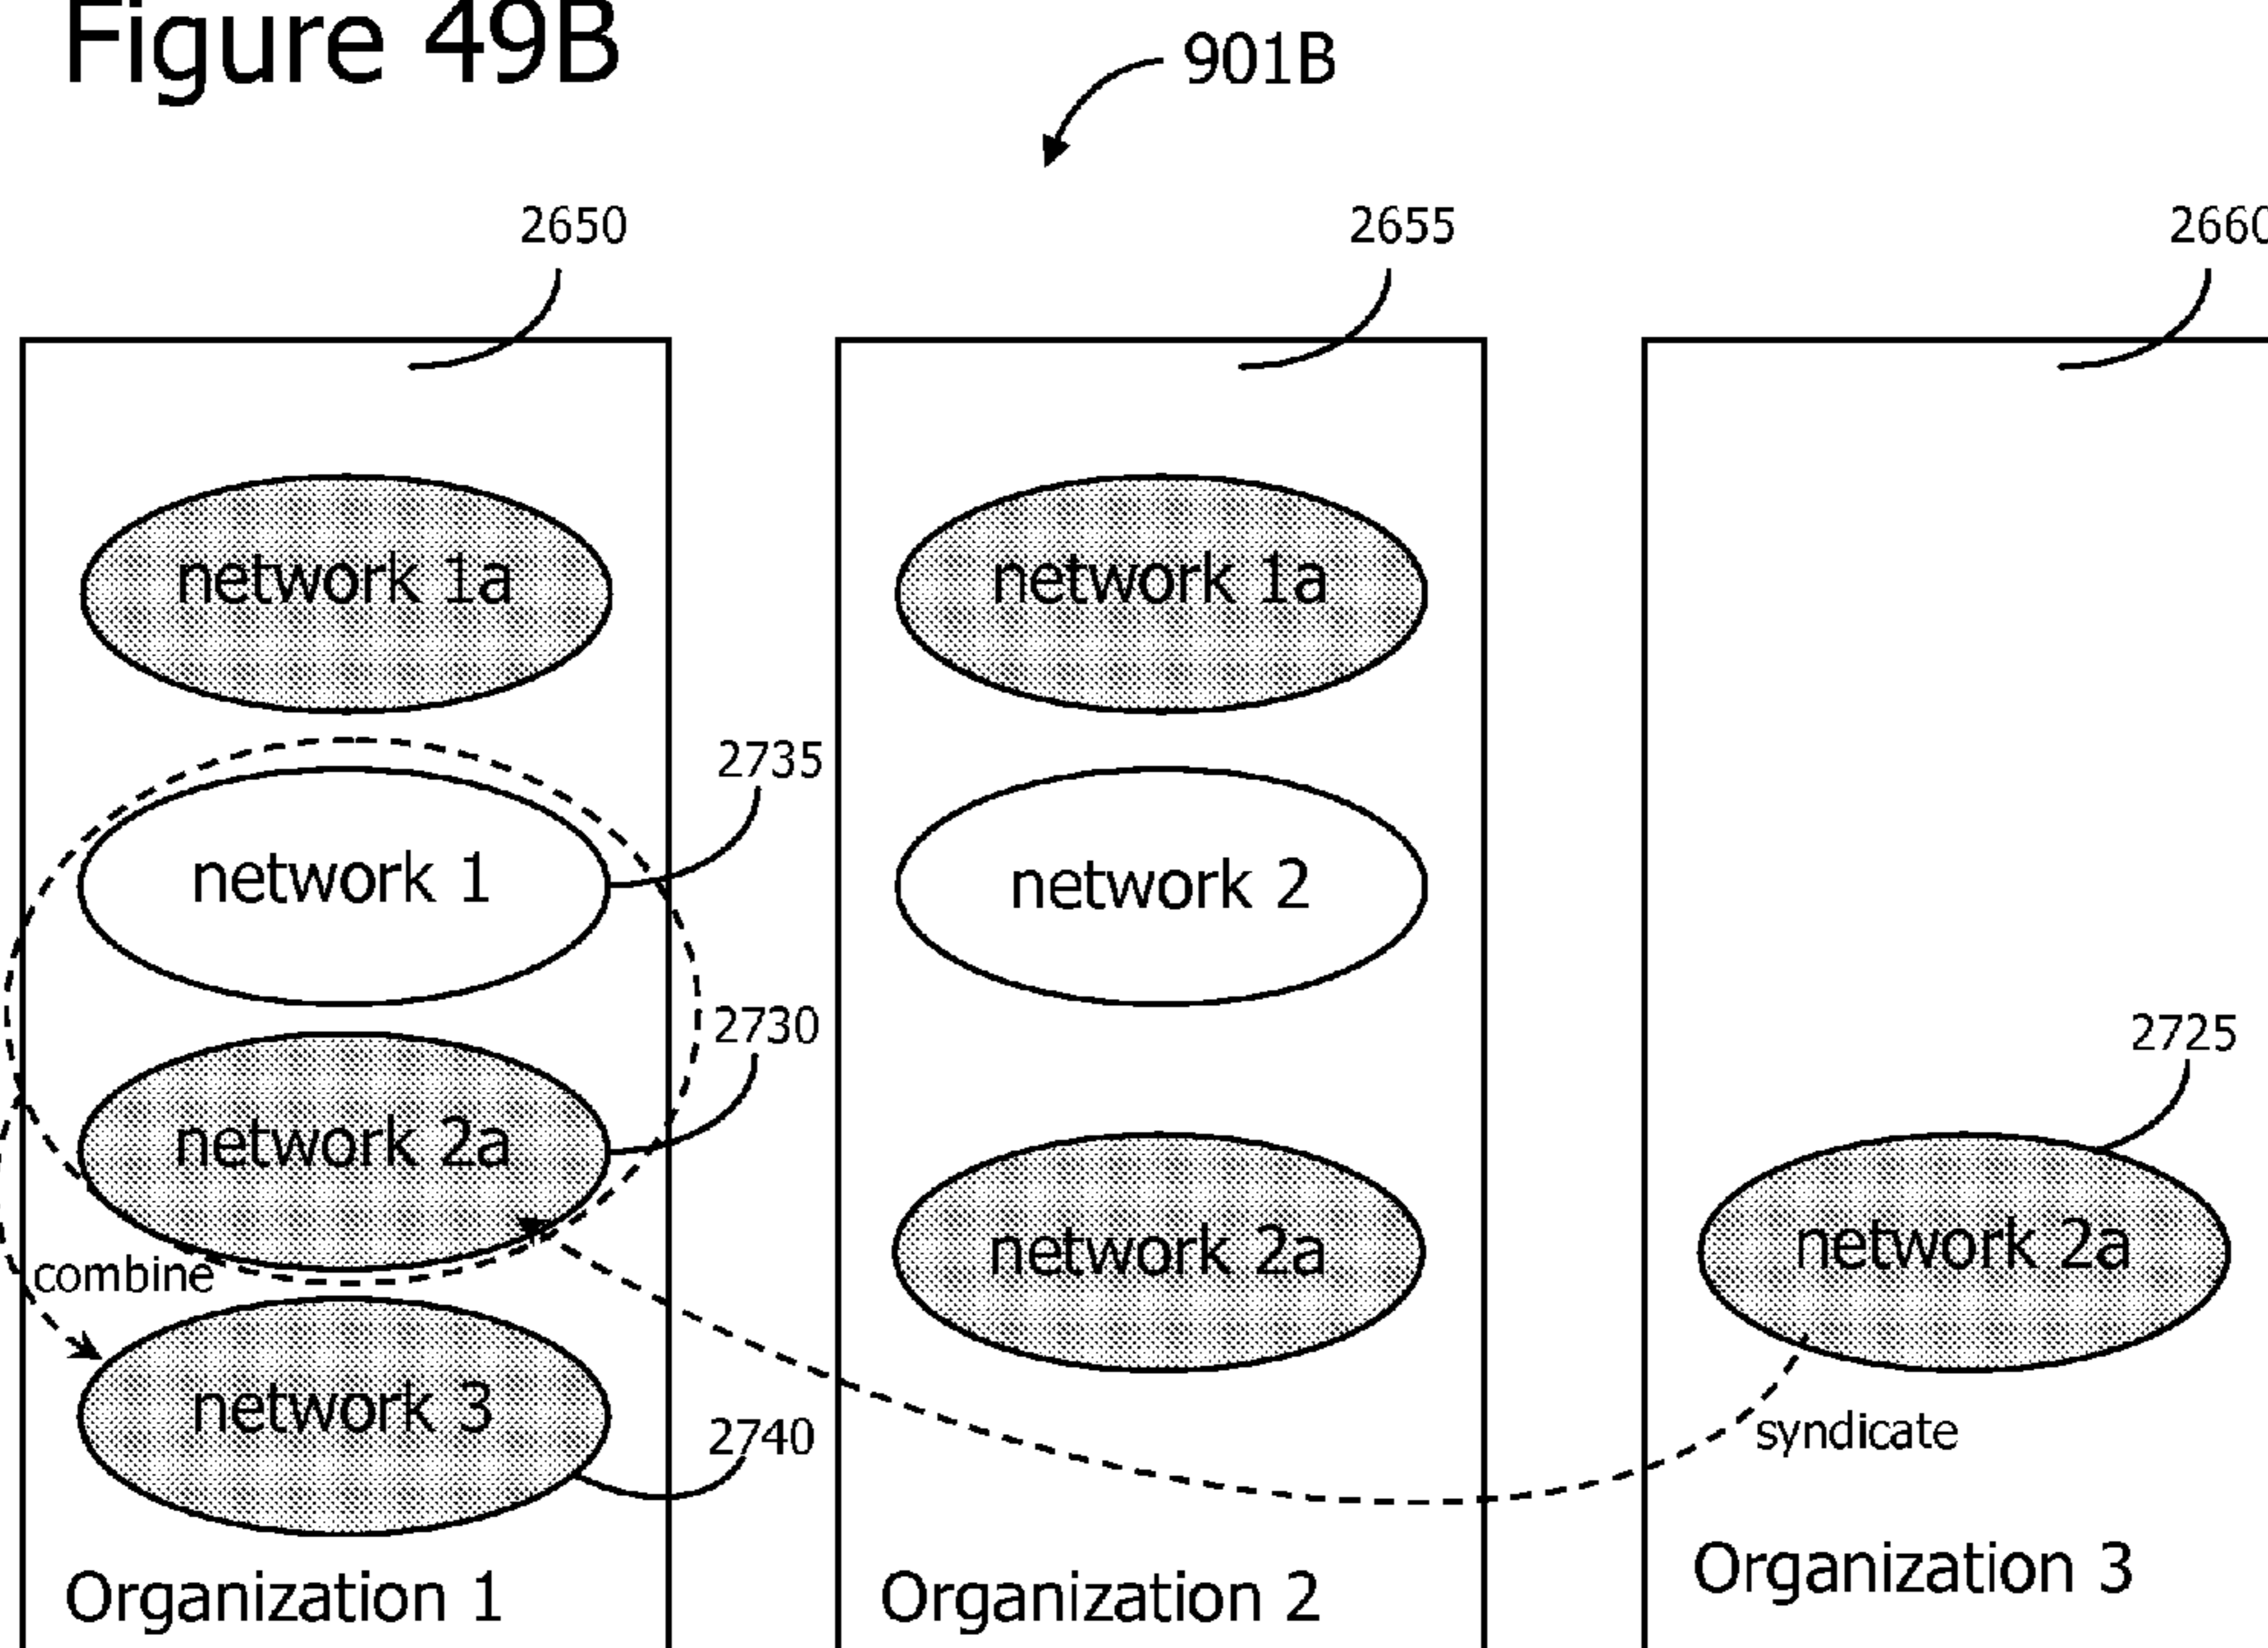 Figure 49B
901B
2650
2655
2660
network 1a
network 1a
2735
network 1
network 2
2730
2725
network 2a
network 2a
network 2a
combine
network 3
2740
syndicate
Organization 1
Organization 2
Organization 3